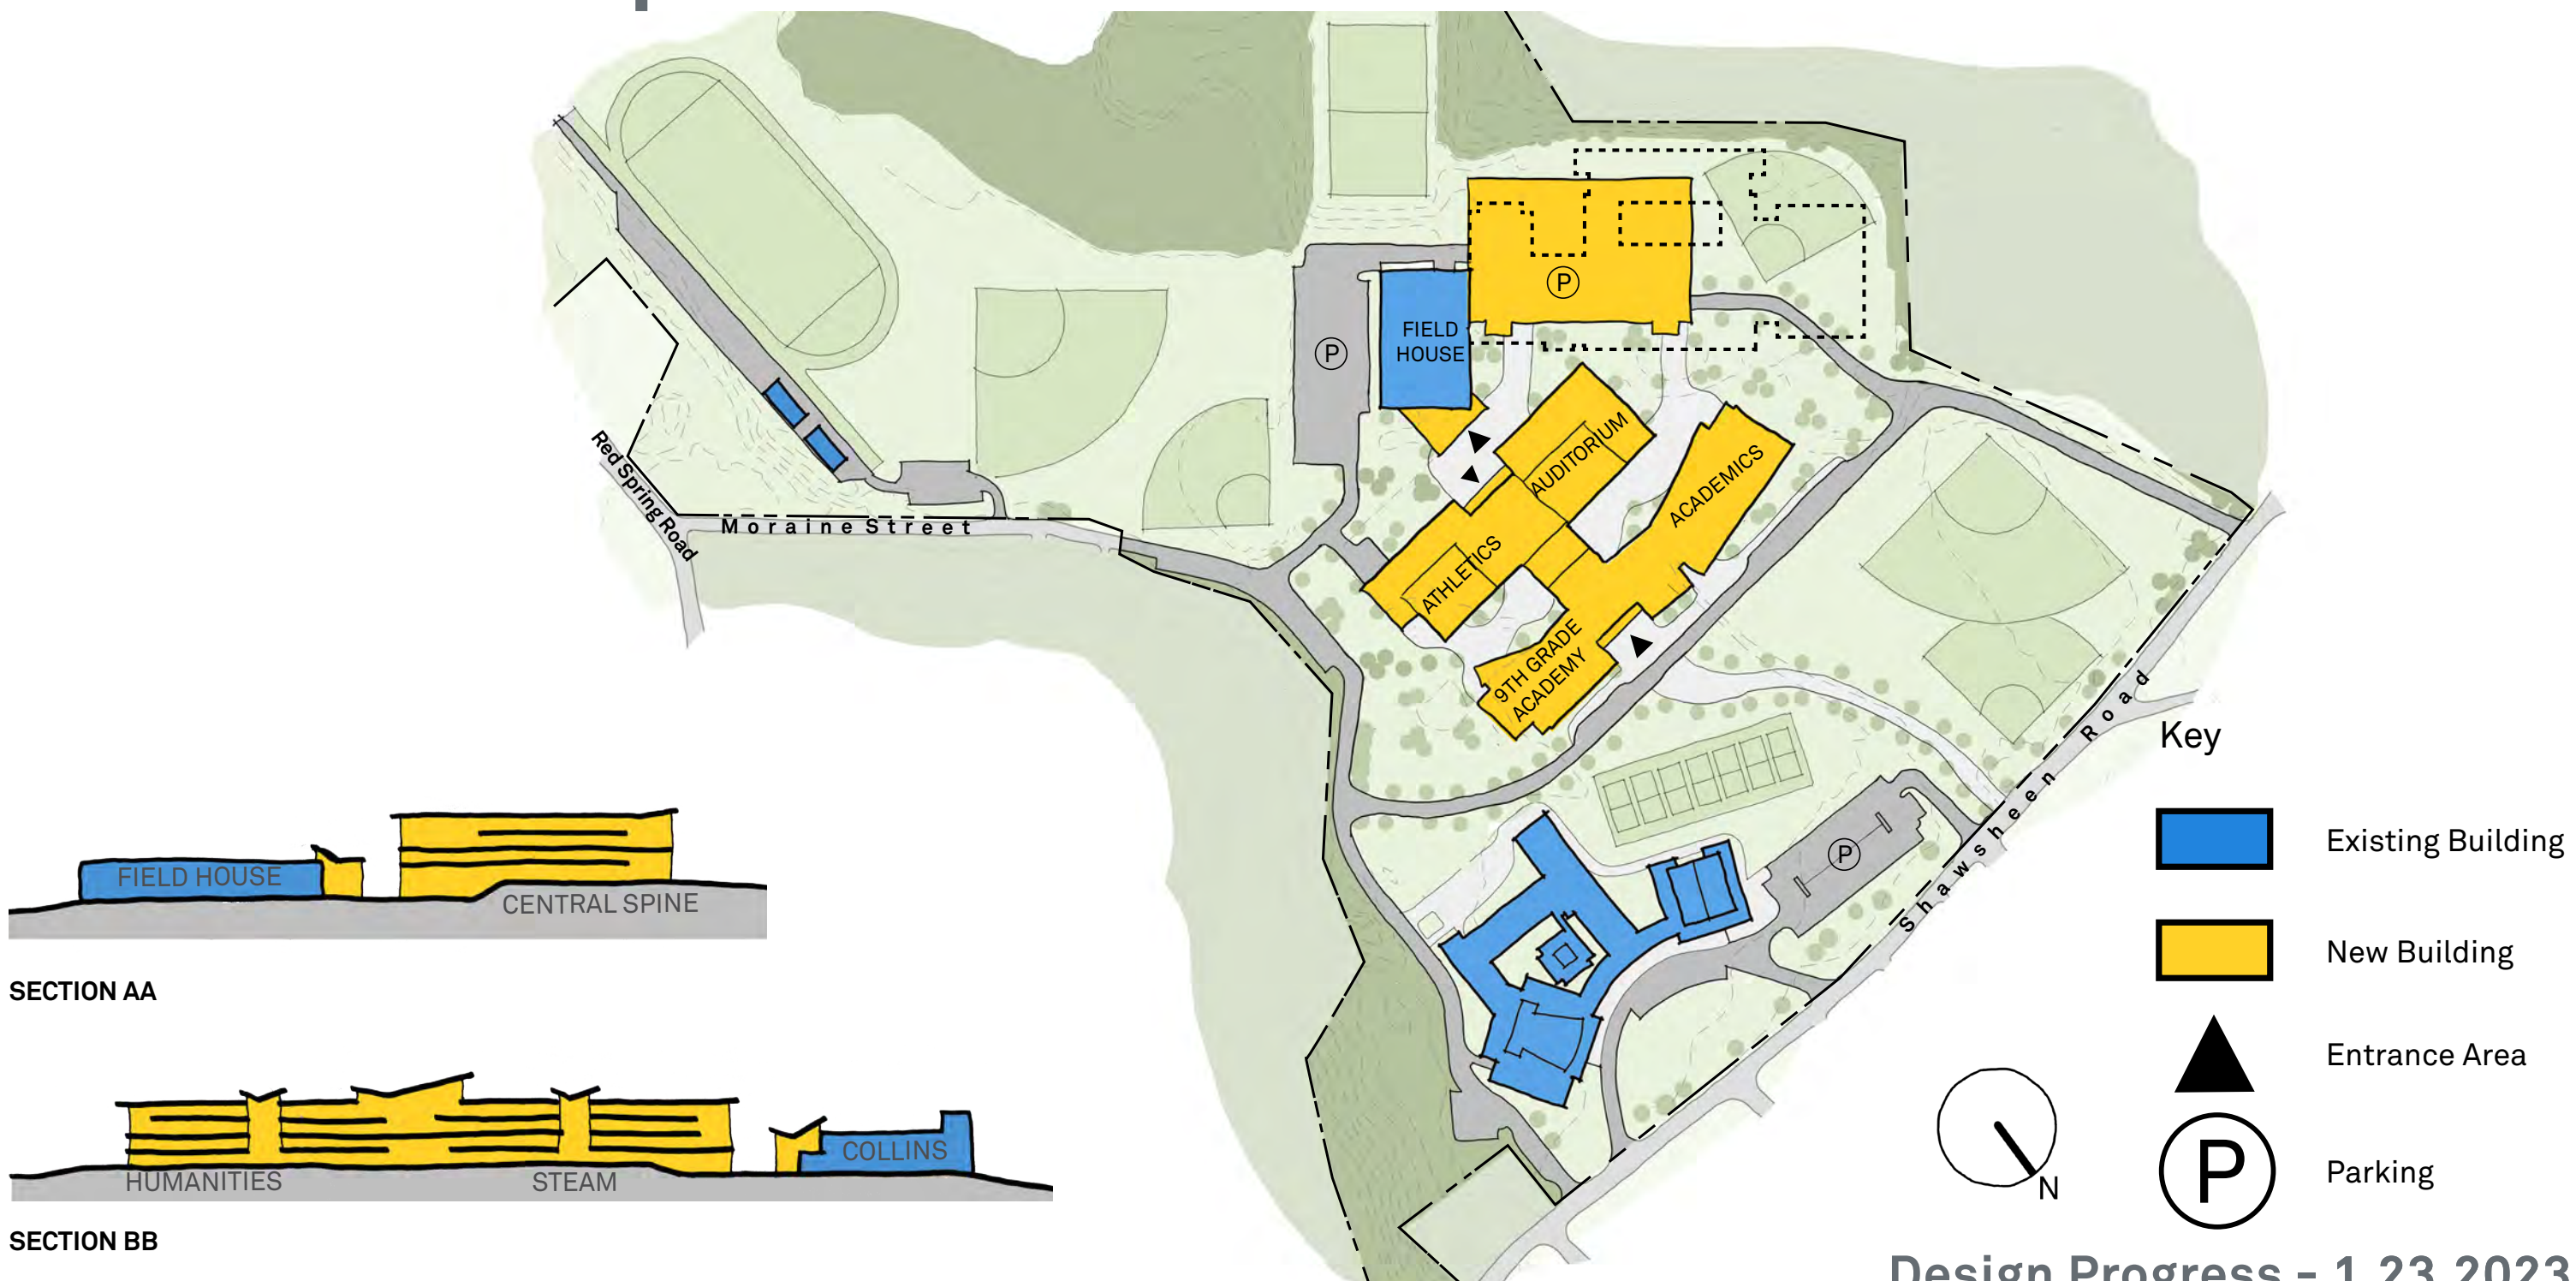 P
FIELD
HOUSE
P
AUDITORIUM
ACADEMICS
ATHLETICS
9TH GRADE
ACADEMY
Red Spring Road
Moraine Street
Shawsheen Road
P
FIELD HOUSE
CENTRAL SPINE
SECTION AA
HUMANITIES
STEAM
COLLINS
SECTION BB
N
Key
Existing Building
New Building
Entrance Area
P
Parking
Design Progress - 1.23.2023